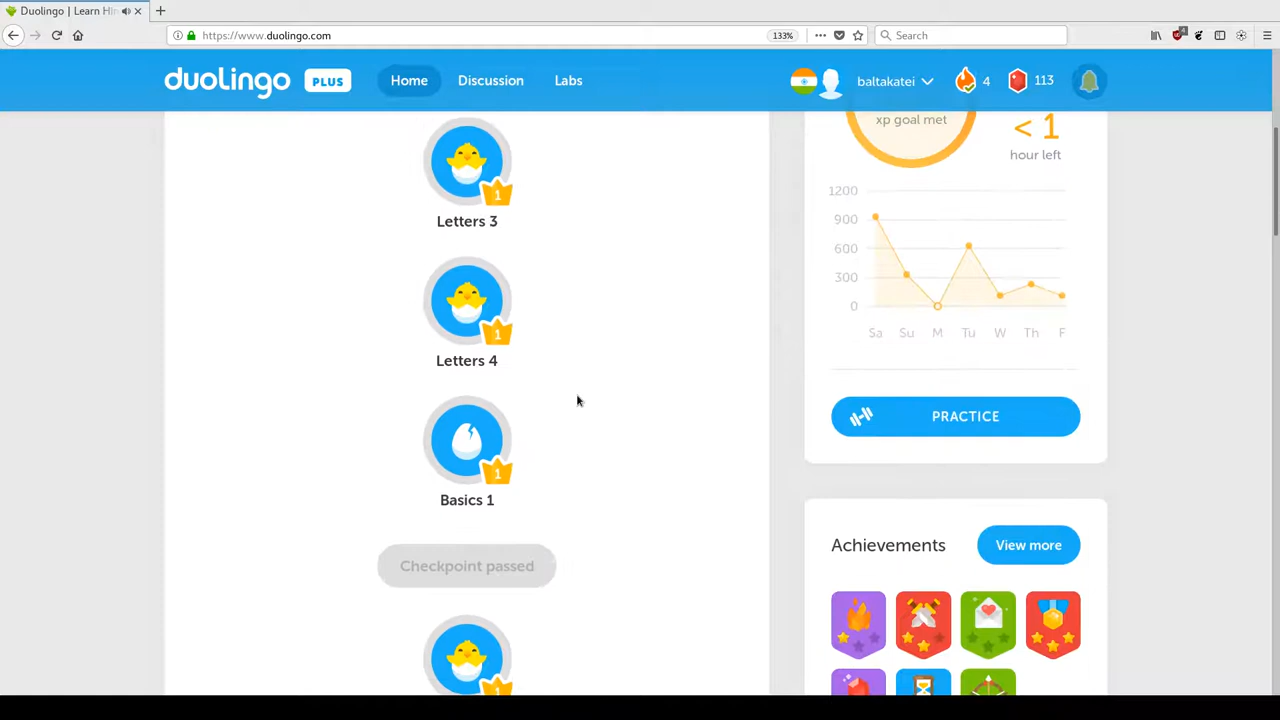 Duolingo | Learn Hi
https://www.duolingo.com
133%
Search
4
duolingo
PLUS
Home
Discussion
Labs
baltakatei
4
113
1
Letters 3
1
Letters 4
1
Basics 1
Checkpoint passed
1
xp goal met
< 1
hour left
1200
900
600
300
0
Sa Su M Tu W Th F
PRACTICE
Achievements
View more